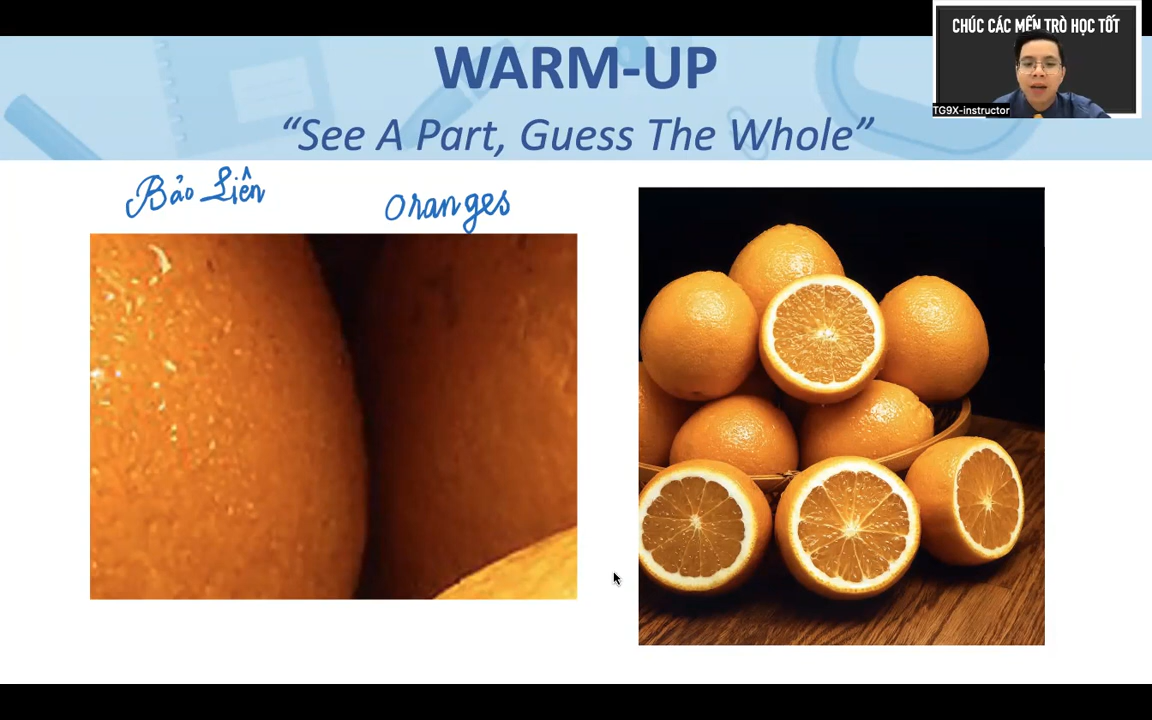 WARM-UP
“See A Part, Guess The Whole”
CHÚC CÁC MẾN TRÒ HỌC TỐT
TG9X-instructor
Bảo Liên
Oranges